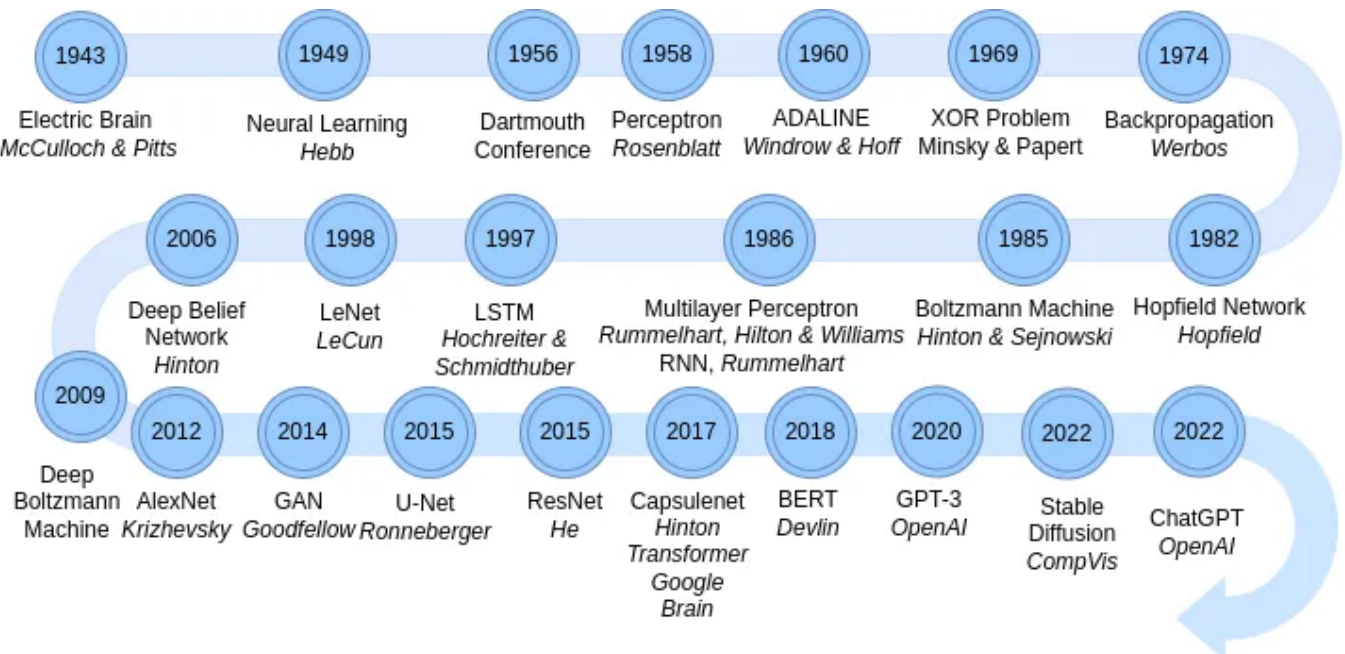 1943
Electric Brain
McCulloch & Pitts
1949
Neural Learning
Hebb
1956
Dartmouth
Conference
1958
Perceptron
Rosenblatt
1960
ADALINE
Windrow & Hoff
1969
XOR Problem
Minsky & Papert
1974
Backpropagation
Werbos
1982
Hopfield Network
Hopfield
1985
Boltzmann Machine
Hinton & Sejnowski
1986
Multilayer Perceptron
Rummelhart, Hilton & Williams
RNN, Rummelhart
1997
LSTM
Hochreiter &
Schmidthuber
1998
LeNet
LeCun
2006
Deep Belief
Network
Hinton
2009
Deep
Boltzmann
Machine
2012
AlexNet
Krizhevsky
2014
GAN
Goodfellow
2015
U-Net
Ronneberger
2015
ResNet
He
2017
Capsulenet
Hinton
Transformer
Google
Brain
2018
BERT
Devlin
2020
GPT-3
OpenAI
2022
Stable
Diffusion
CompVis
2022
ChatGPT
OpenAI